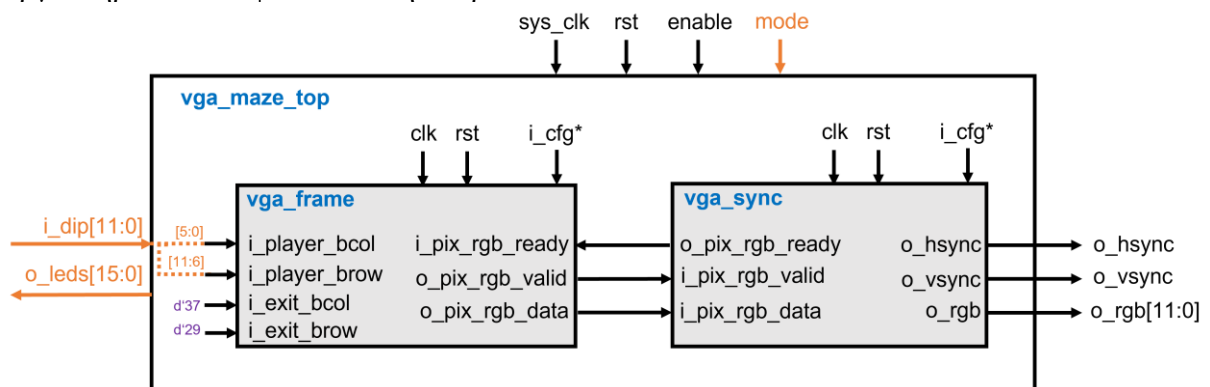 sys_clk rst enable mode
vga_maze_top
clk rst i_cfg*
clk rst i_cfg*
vga_frame
vga_sync
i_dip[11:0]
[5:0]
i_player_bcol
i_pix_rgb_ready
o_pix_rgb_ready
o_hsync
o_hsync
[11:6]
i_player_brow
o_pix_rgb_valid
i_pix_rgb_valid
o_vsync
o_vsync
o_leds[15:0]
d'37
i_exit_bcol
o_pix_rgb_data
i_pix_rgb_data
o_rgb
o_rgb[11:0]
d'29
i_exit_brow